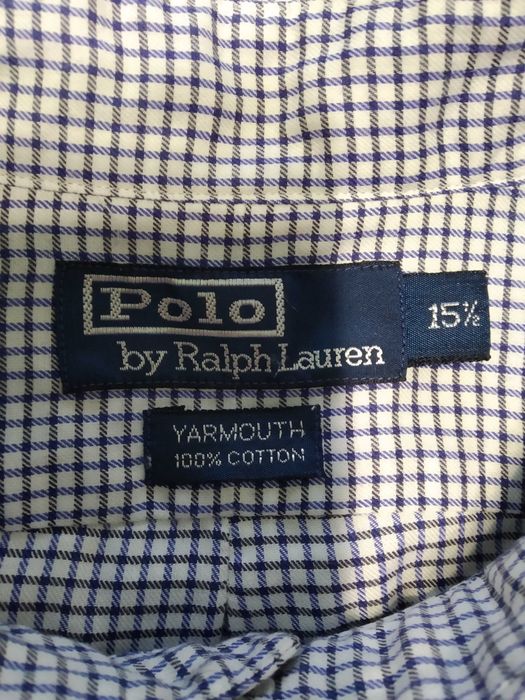 Polo
by Ralph Lauren
15½
YARMOUTH
100% COTTON